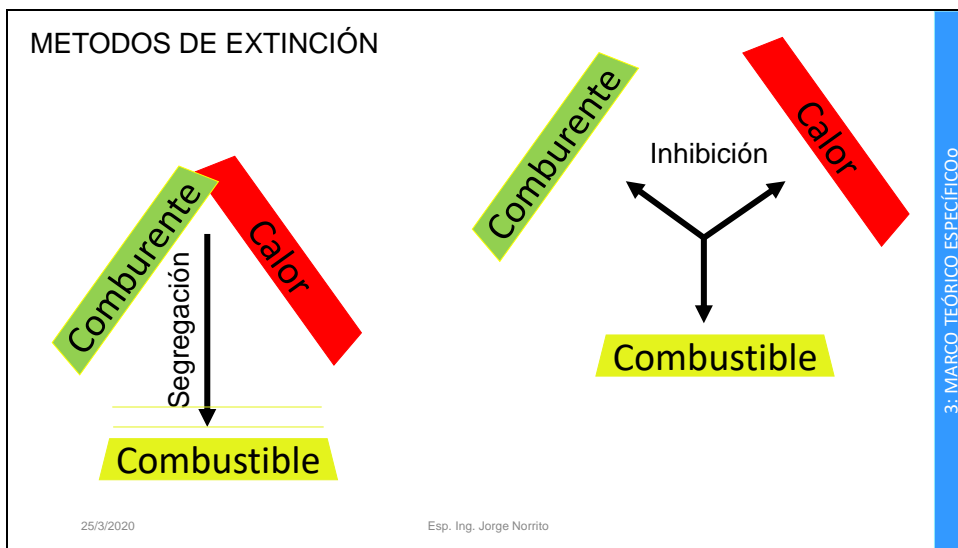 METODOS DE EXTINCIÓN
Comburente
Calor
Segregación
Combustible
Comburente
Calor
Inhibición
Combustible
3: MARCO TEÓRICO ESPECÍFICOo
25/3/2020
Esp. Ing. Jorge Norrito